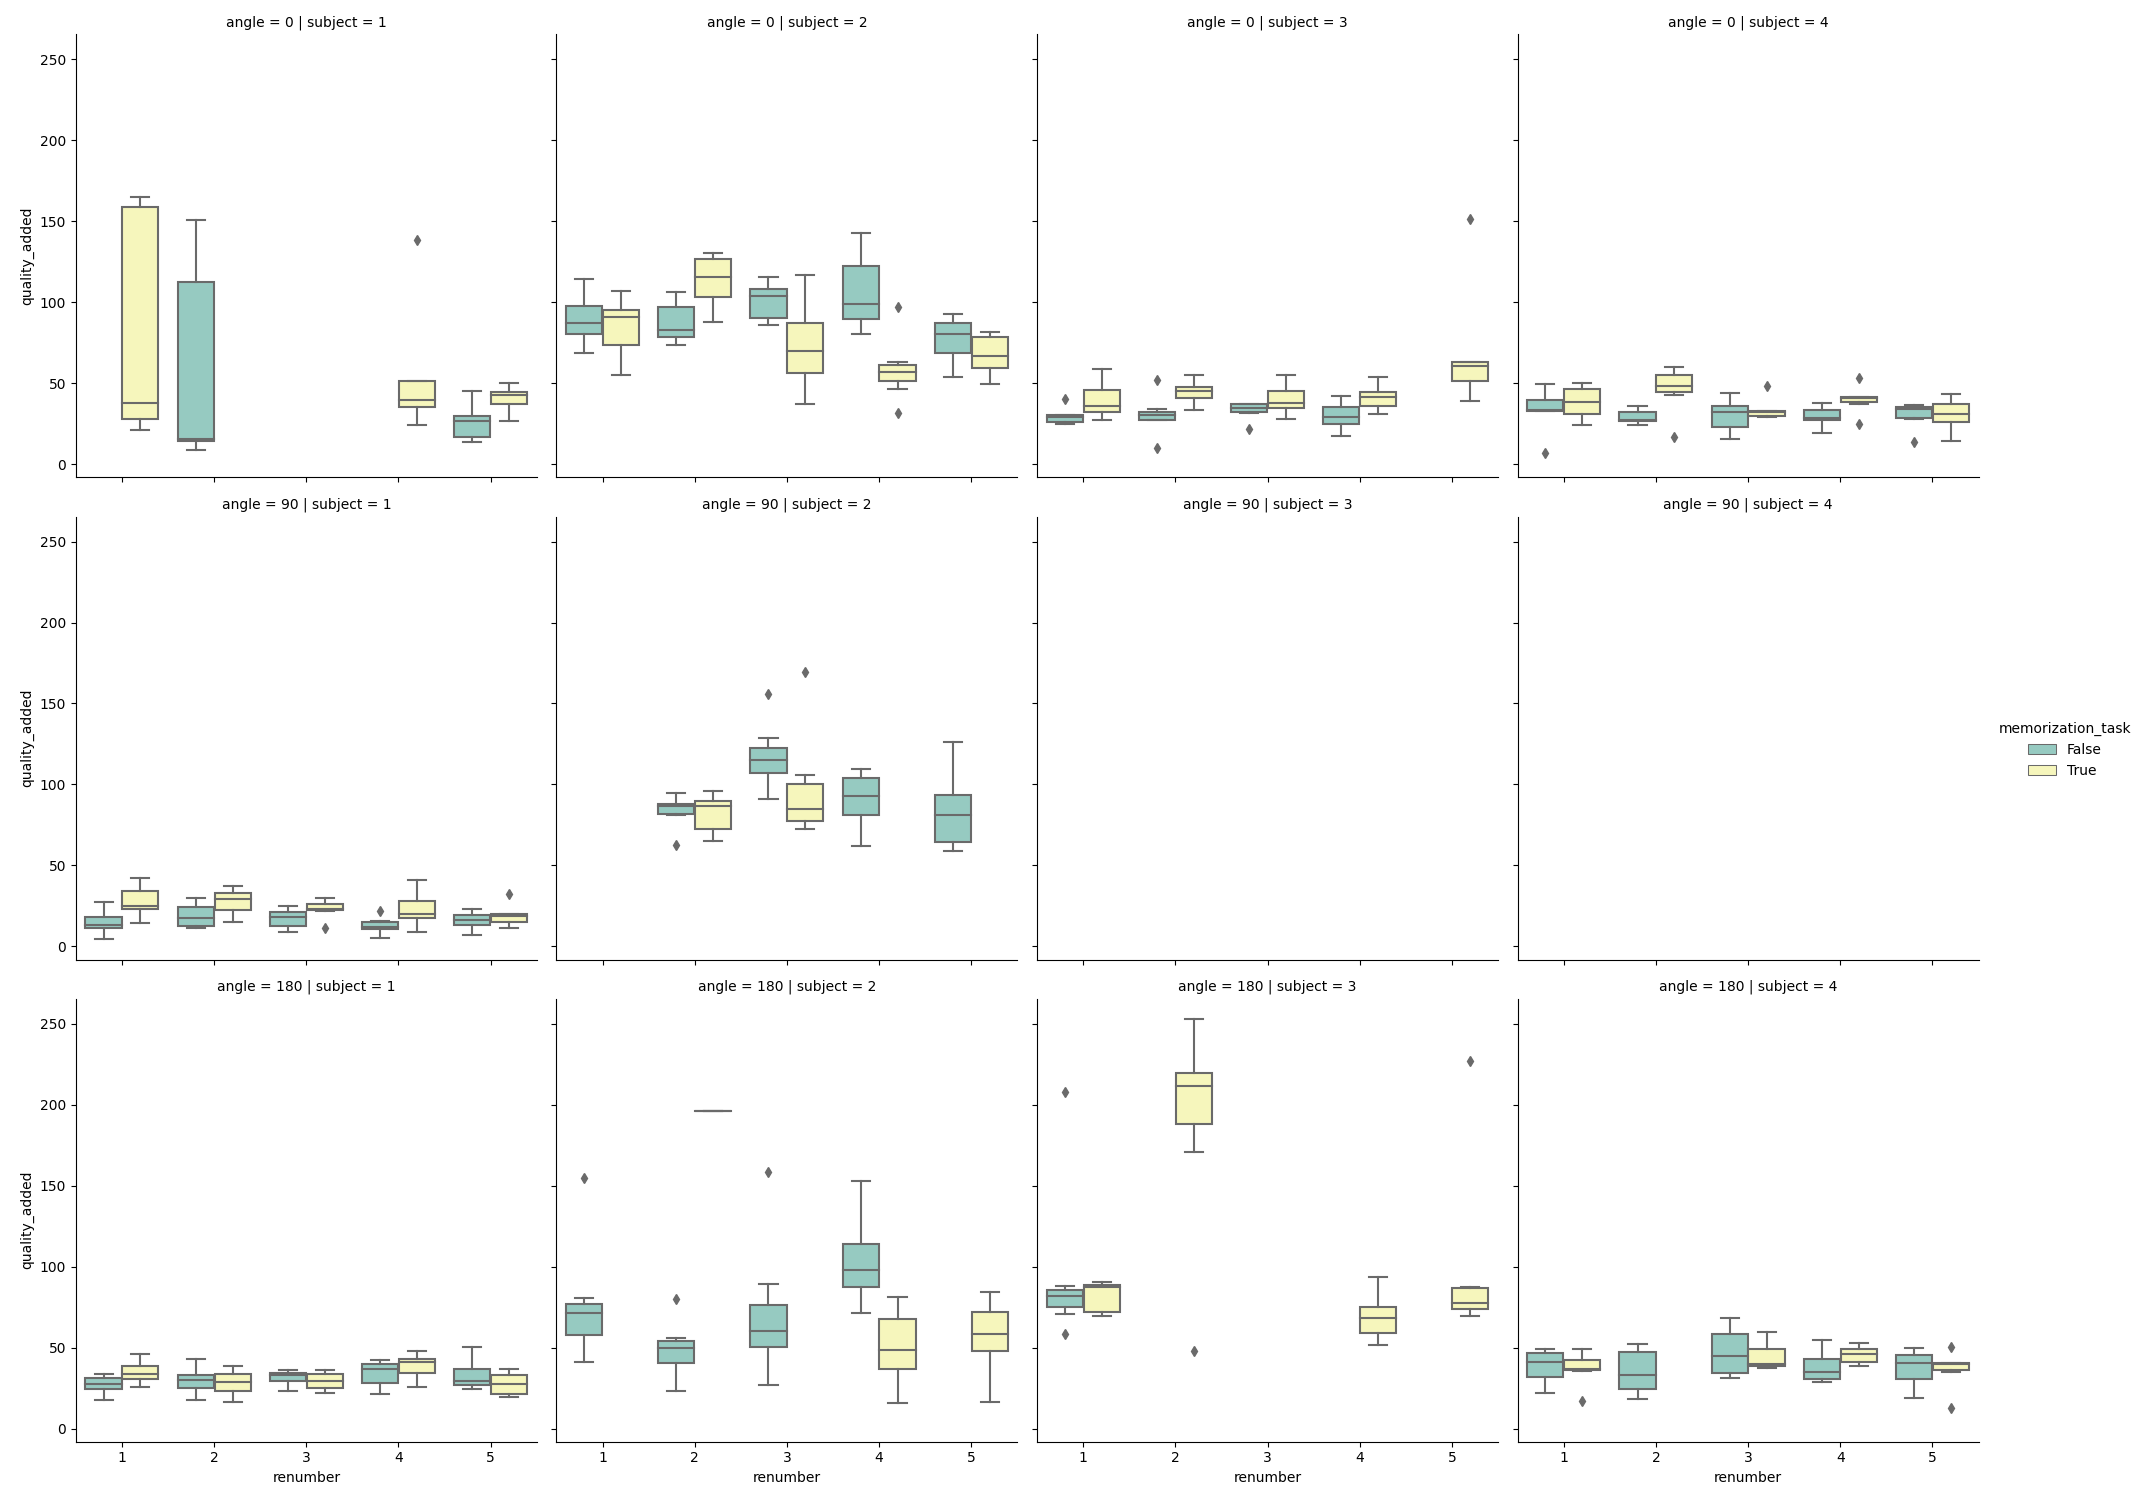 angle = 0 | subject = 1
angle = 0 | subject = 2
angle = 0 | subject = 3
angle = 0 | subject = 4
250
200
150
100
50
0
quality_added
angle = 90 | subject = 1
angle = 90 | subject = 2
angle = 90 | subject = 3
angle = 90 | subject = 4
250
200
150
100
50
0
quality_added
memorization_task
False
True
angle = 180 | subject = 1
angle = 180 | subject = 2
angle = 180 | subject = 3
angle = 180 | subject = 4
250
200
150
100
50
0
quality_added
1 2 3 4 5
renumber
1 2 3 4 5
renumber
1 2 3 4 5
renumber
1 2 3 4 5
renumber